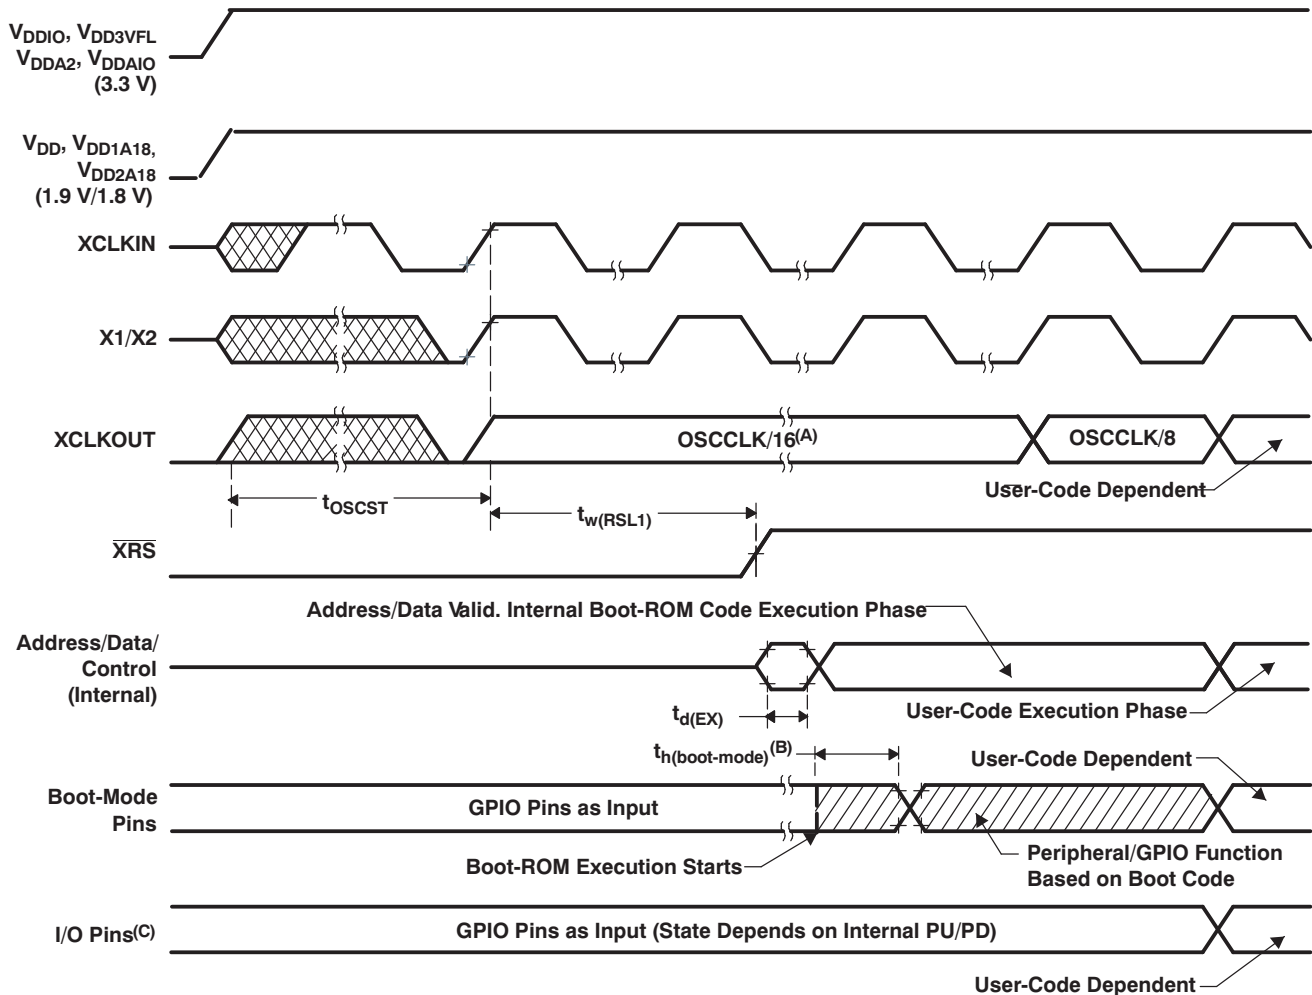 VDDIO, VDD3VFL
VDDA2, VDDAIO
(3.3 V)
VDD, VDD1A18,
VDD2A18
(1.9 V/1.8 V)
XCLKIN
X1/X2
XCLKOUT
OSCCLK/16(A)
OSCCLK/8
User-Code Dependent
tOSCST
tw(RSL1)
XRS
Address/Data Valid. Internal Boot-ROM Code Execution Phase
Address/Data/
Control
(Internal)
td(EX)
User-Code Execution Phase
th(boot-mode)(B)
User-Code Dependent
Boot-Mode
Pins
GPIO Pins as Input
Boot-ROM Execution Starts
Peripheral/GPIO Function
Based on Boot Code
I/O Pins(C)
GPIO Pins as Input (State Depends on Internal PU/PD)
User-Code Dependent